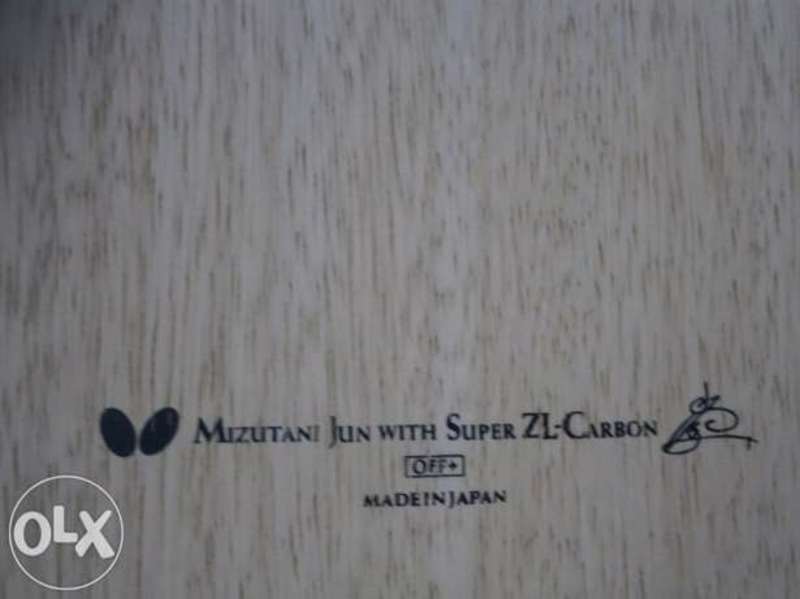 MIZUTANI JUN WITH SUPER ZL-CARBON
OFF+
MADE IN JAPAN
OLX